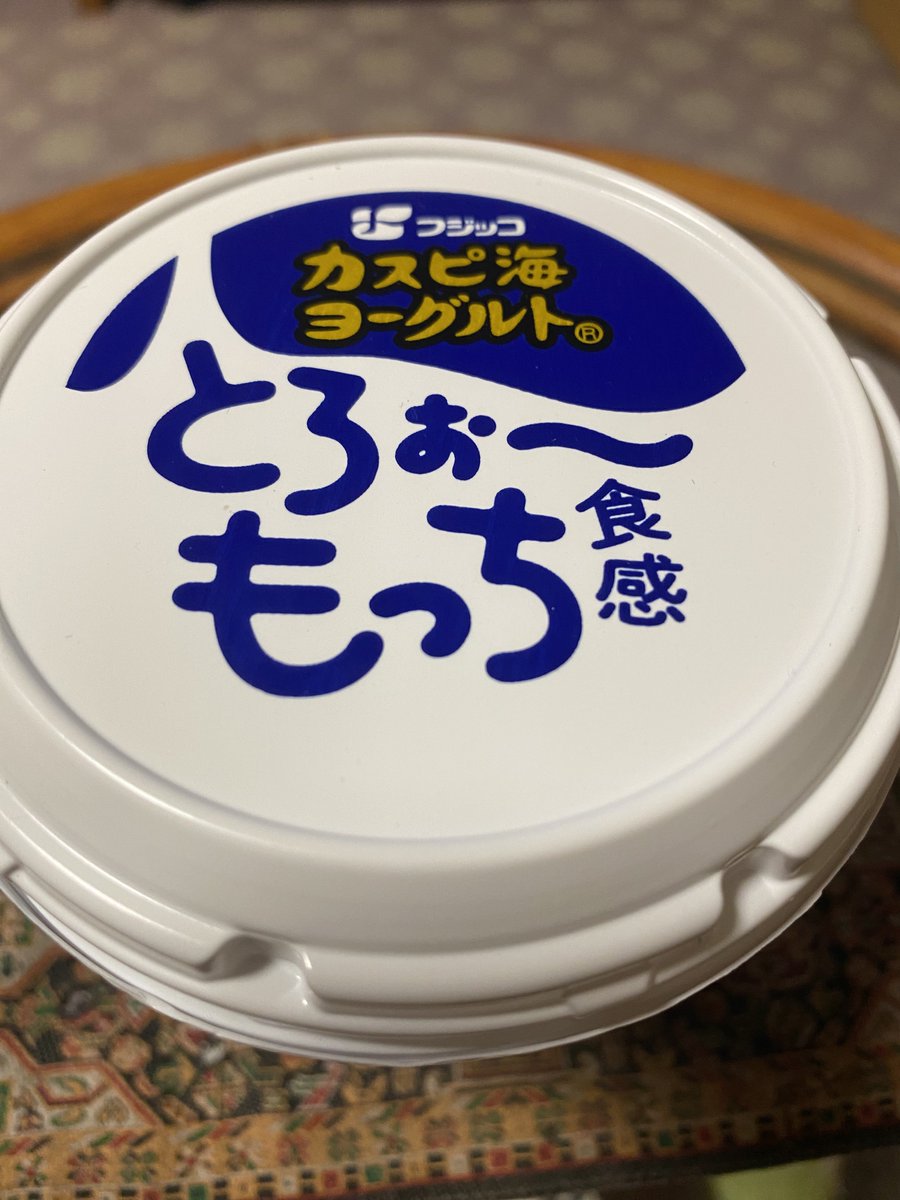 フジッコ
カスピ海
ヨーグルト®
とろぉ〜
もっち食感